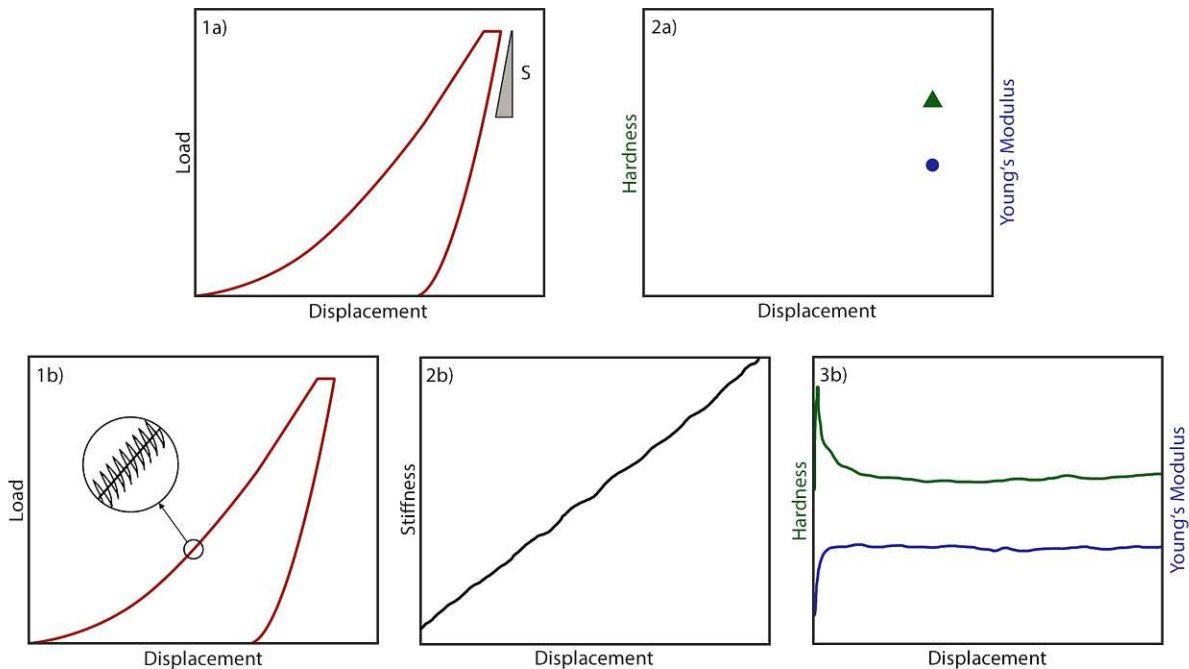 1a)
Load
S
Displacement
2a)
Hardness
Young's Modulus
Displacement
1b)
Load
Displacement
2b)
Stiffness
Displacement
3b)
Hardness
Young's Modulus
Displacement